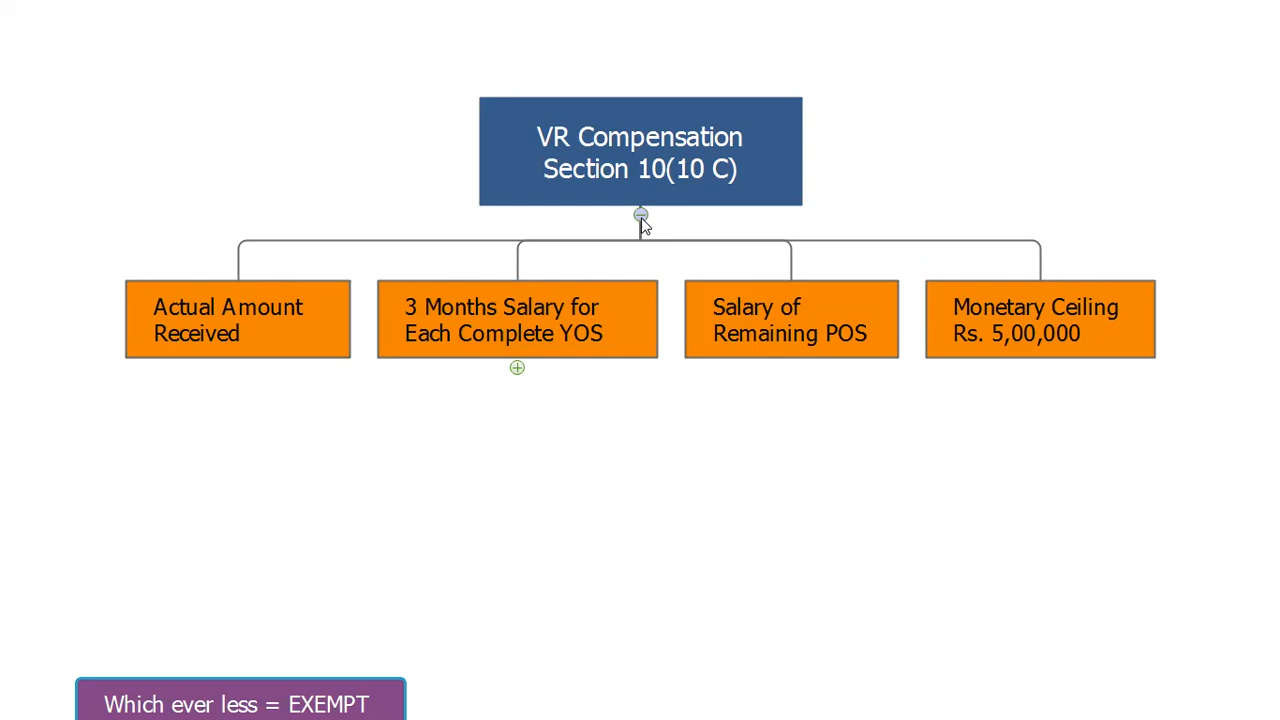 VR Compensation
Section 10(10 C)
Actual Amount
Received
3 Months Salary for
Each Complete YOS
Salary of
Remaining POS
Monetary Ceiling
Rs. 5,00,000
Which ever less = EXEMPT